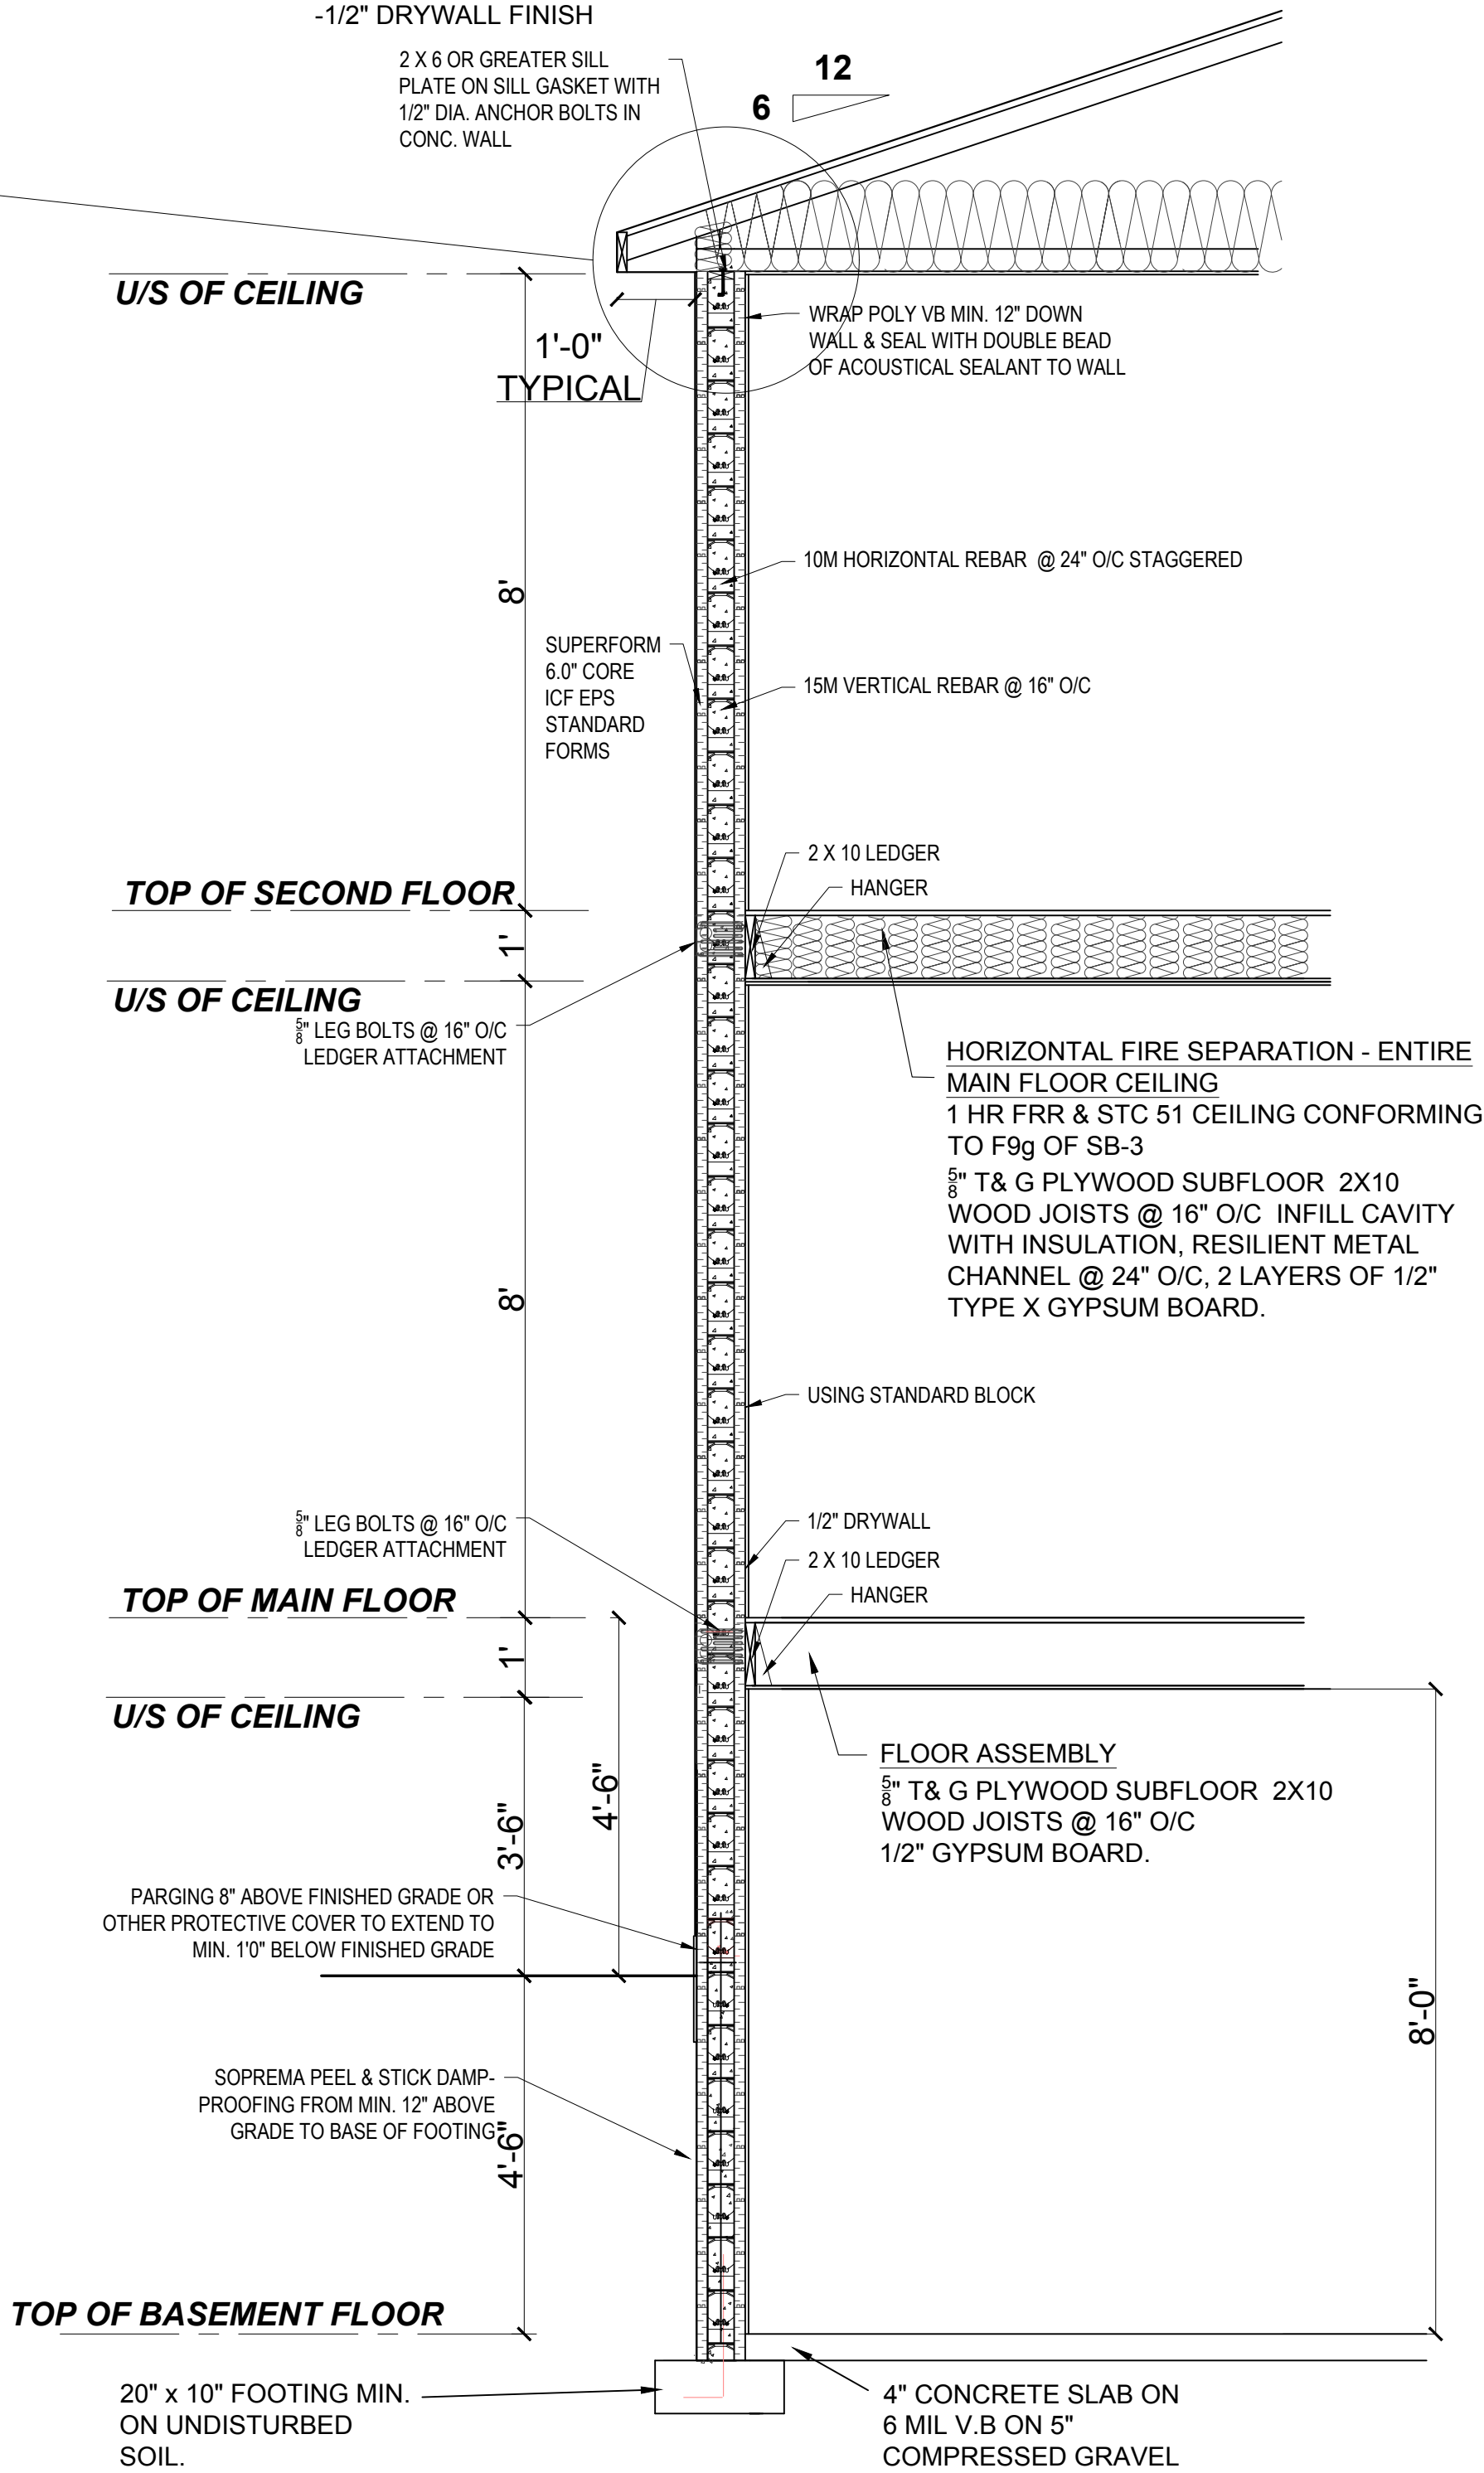 -1/2" DRYWALL FINISH
2 X 6 OR GREATER SILL
PLATE ON SILL GASKET WITH
1/2" DIA. ANCHOR BOLTS IN
CONC. WALL
12
6
U/S OF CEILING
1'-0"
TYPICAL
WRAP POLY VB MIN. 12" DOWN
WALL & SEAL WITH DOUBLE BEAD
OF ACOUSTICAL SEALANT TO WALL
10M HORIZONTAL REBAR @ 24" O/C STAGGERED
8'
SUPERFORM
6.0" CORE
ICF EPS
STANDARD
FORMS
15M VERTICAL REBAR @ 16" O/C
2 X 10 LEDGER
HANGER
TOP OF SECOND FLOOR
1'
U/S OF CEILING
5/8" LEG BOLTS @ 16" O/C
LEDGER ATTACHMENT
HORIZONTAL FIRE SEPARATION - ENTIRE
MAIN FLOOR CEILING
1 HR FRR & STC 51 CEILING CONFORMING
TO F9g OF SB-3
5/8" T& G PLYWOOD SUBFLOOR 2X10
WOOD JOISTS @ 16" O/C INFILL CAVITY
WITH INSULATION, RESILIENT METAL
CHANNEL @ 24" O/C, 2 LAYERS OF 1/2"
TYPE X GYPSUM BOARD.
8'
USING STANDARD BLOCK
5/8" LEG BOLTS @ 16" O/C
LEDGER ATTACHMENT
1/2" DRYWALL
2 X 10 LEDGER
HANGER
TOP OF MAIN FLOOR
1'
U/S OF CEILING
4'-6"
3'-6"
FLOOR ASSEMBLY
5/8" T& G PLYWOOD SUBFLOOR 2X10
WOOD JOISTS @ 16" O/C
1/2" GYPSUM BOARD.
PARGING 8" ABOVE FINISHED GRADE OR
OTHER PROTECTIVE COVER TO EXTEND TO
MIN. 1'0" BELOW FINISHED GRADE
8'-0"
SOPREMA PEEL & STICK DAMP-
PROOFING FROM MIN. 12" ABOVE
GRADE TO BASE OF FOOTING
4'-6"
TOP OF BASEMENT FLOOR
20" x 10" FOOTING MIN.
ON UNDISTURBED
SOIL.
4" CONCRETE SLAB ON
6 MIL V.B ON 5"
COMPRESSED GRAVEL